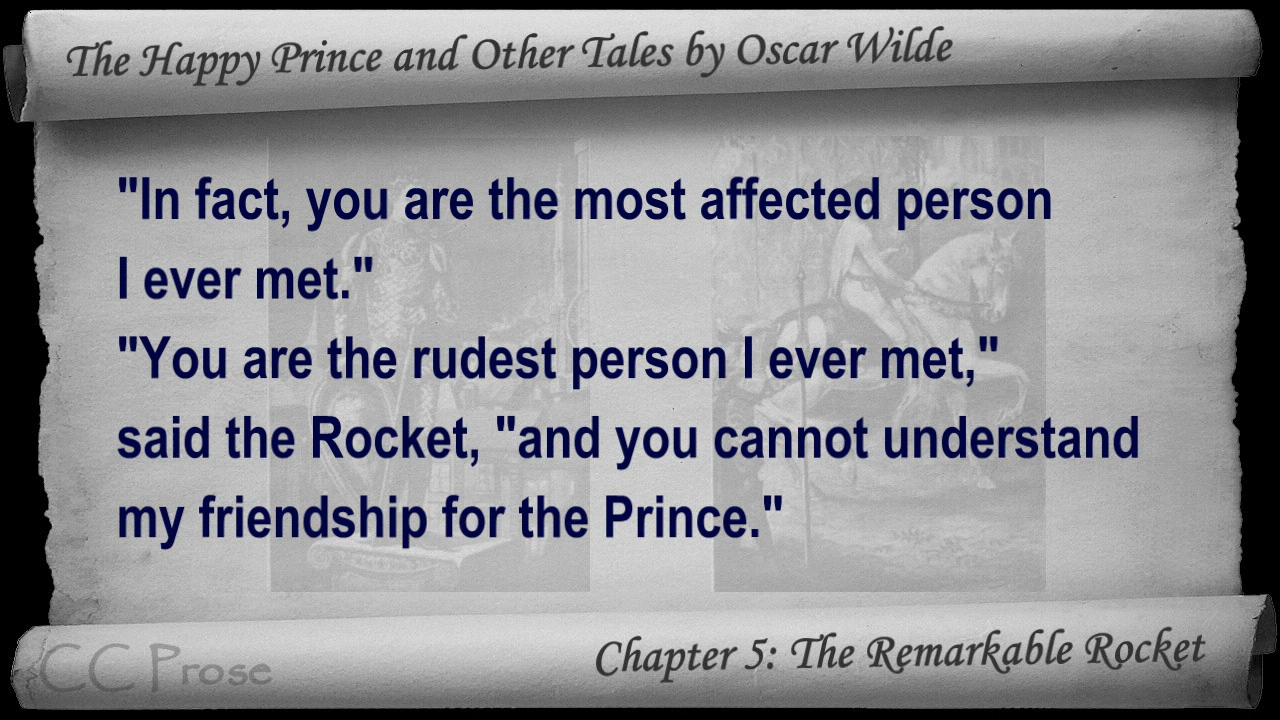 The Happy Prince and Other Tales by Oscar Wilde
"In fact, you are the most affected person
I ever met."
"You are the rudest person I ever met,"
said the Rocket, "and you cannot understand
my friendship for the Prince."
CC Prose
Chapter 5: The Remarkable Rocket